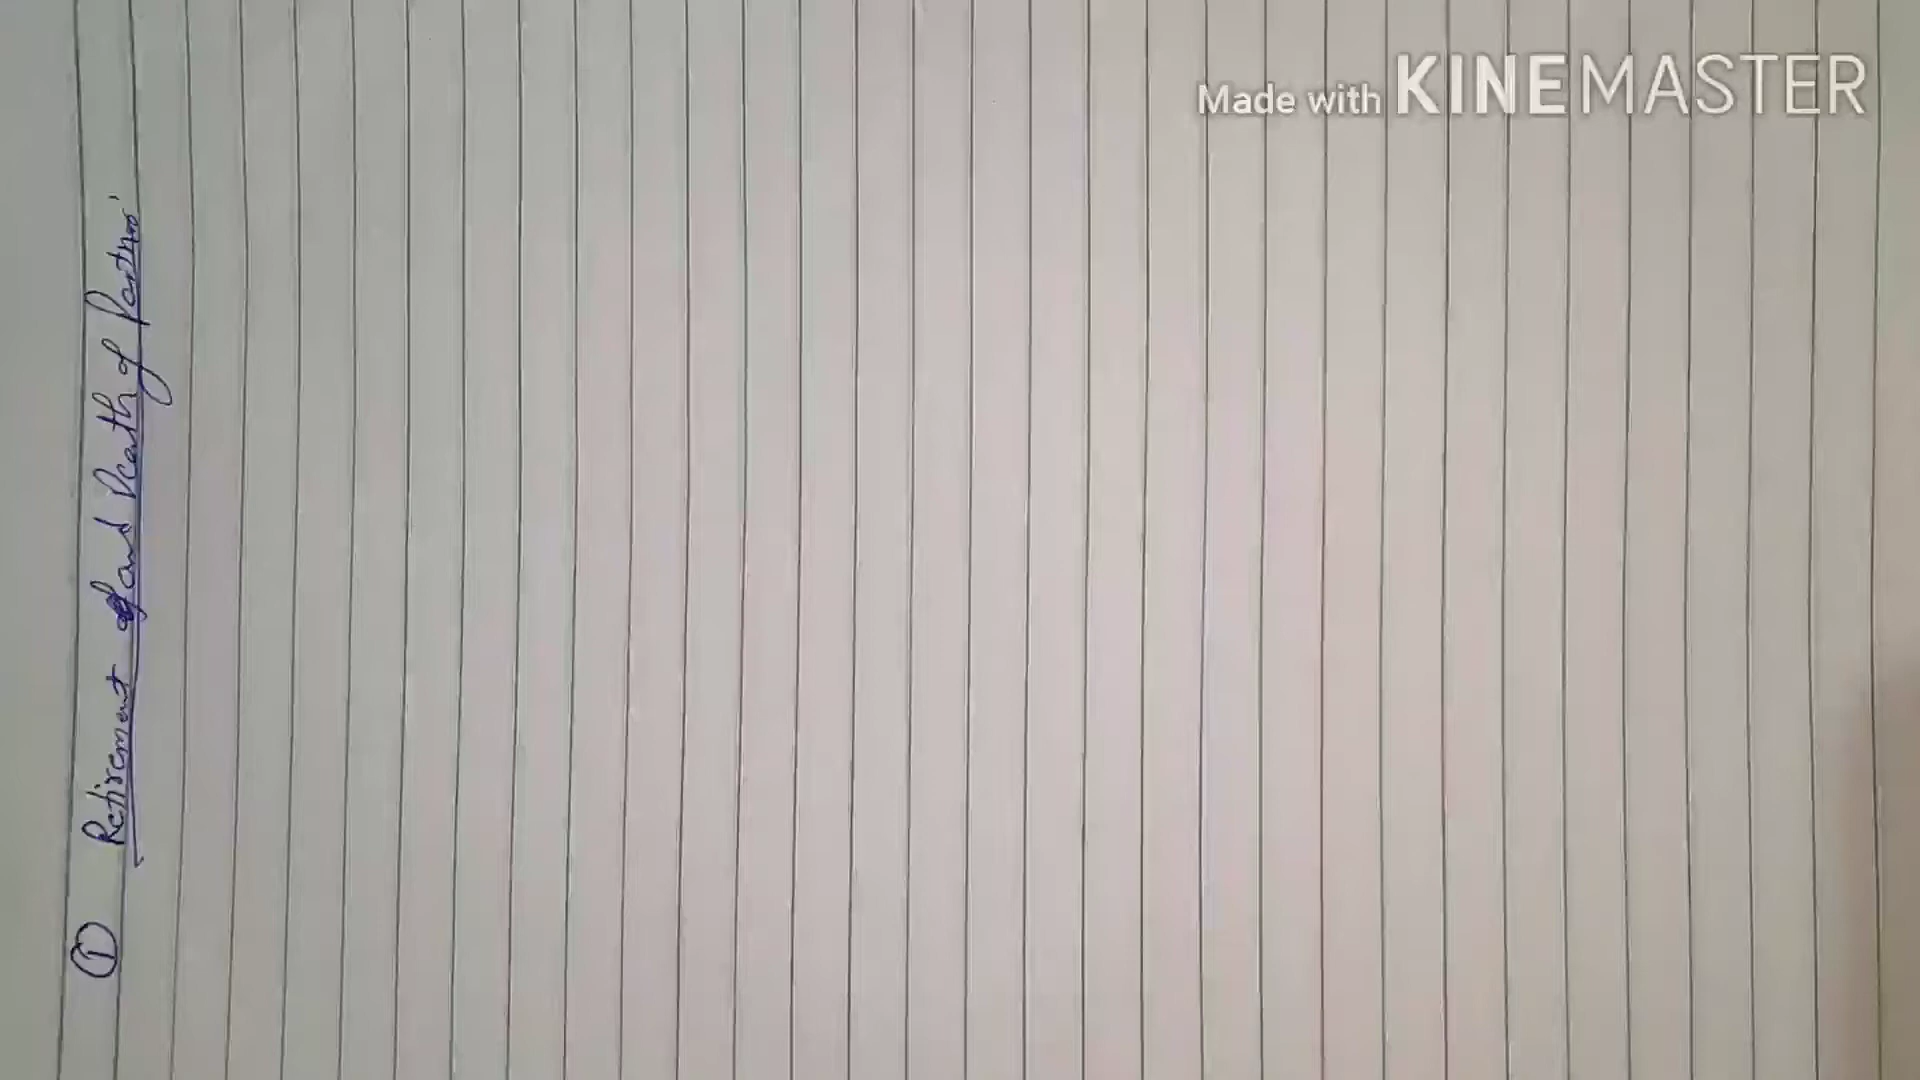 Made with KINEMASTER
① Retirement and Death of Partner